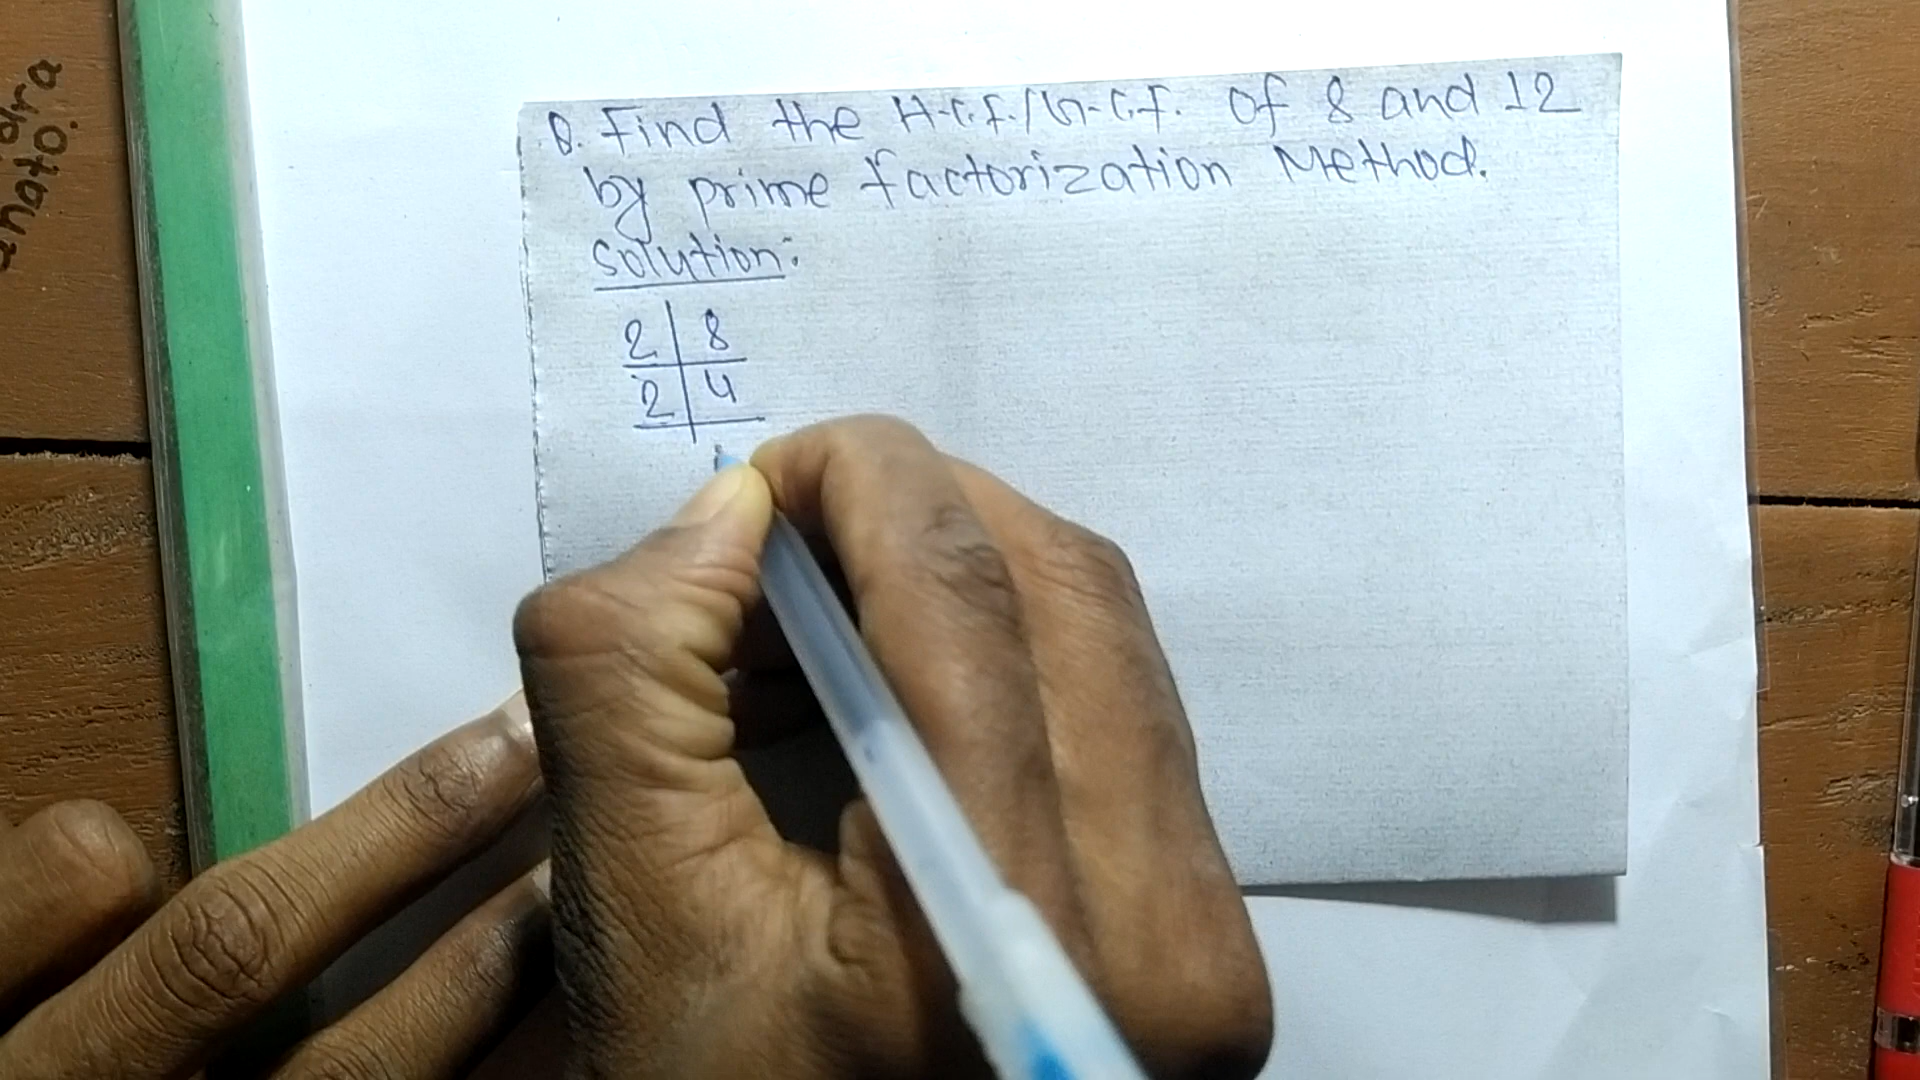 Q. Find the H.C.F./G.C.F. of 8 and 12
by prime factorization Method.
Solution:
2 8
2 4